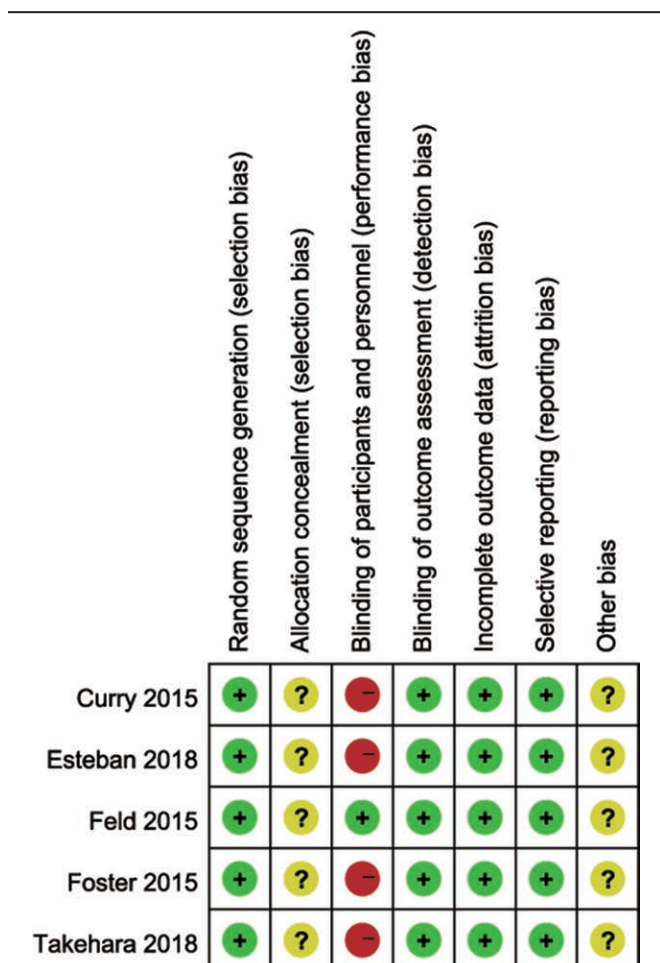 Random sequence generation (selection bias)
Allocation concealment (selection bias)
Blinding of participants and personnel (performance bias)
Blinding of outcome assessment (detection bias)
Incomplete outcome data (attrition bias)
Selective reporting (reporting bias)
Other bias
Curry 2015 + ? – + + + ?
Esteban 2018 + ? – + + + ?
Feld 2015 + ? + + + + ?
Foster 2015 + ? – + + + ?
Takehara 2018 + ? – + + + ?